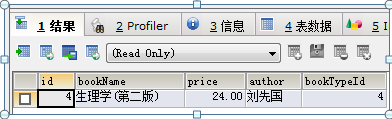 1 结果 2 Profiler 3 信息 4 表数据 5 I
(Read Only)
id bookName price author bookTypeId
4 生理学(第二版) 24.00 刘先国 4